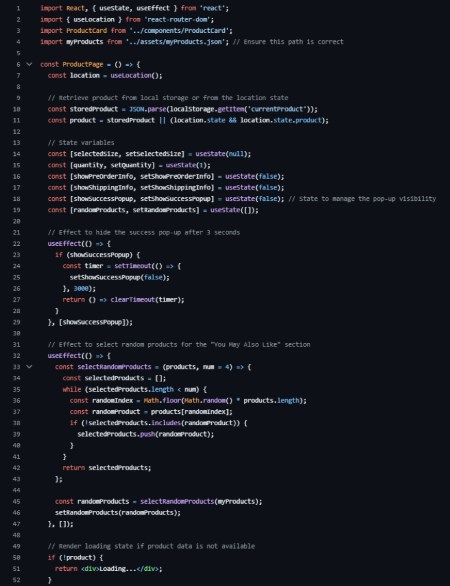 1 import React, { useState, useEffect } from 'react';
2 import { useLocation } from 'react-router-dom';
3 import ProductCard from '../components/ProductCard';
4 import myProducts from '../assets/myProducts.json'; // Ensure this path is correct
5
6 const ProductPage = () => {
7 const location = useLocation();
8
9 // Retrieve product from local storage or from the location state
10 const storedProduct = JSON.parse(localStorage.getItem('currentProduct'));
11 const product = storedProduct || (location.state && location.state.product);
12
13 // State variables
14 const [selectedSize, setSelectedSize] = useState(null);
15 const [quantity, setQuantity] = useState(1);
16 const [showPreOrderInfo, setShowPreOrderInfo] = useState(false);
17 const [showShippingInfo, setShowShippingInfo] = useState(false);
18 const [showSuccessPopup, setShowSuccessPopup] = useState(false); // State to manage the pop-up visibility
19 const [randomProducts, setRandomProducts] = useState([]);
20
21 // Effect to hide the success pop-up after 3 seconds
22 useEffect(() => {
23 if (showSuccessPopup) {
24 const timer = setTimeout(() => {
25 setShowSuccessPopup(false);
26 }, 3000);
27 return () => clearTimeout(timer);
28 }
29 }, [showSuccessPopup]);
30
31 // Effect to select random products for the "You May Also Like" section
32 useEffect(() => {
33 const selectRandomProducts = (products, num = 4) => {
34 const selectedProducts = [];
35 while (selectedProducts.length < num) {
36 const randomIndex = Math.floor(Math.random() * products.length);
37 const randomProduct = products[randomIndex];
38 if (!selectedProducts.includes(randomProduct)) {
39 selectedProducts.push(randomProduct);
40 }
41 }
42 return selectedProducts;
43 };
44
45 const randomProducts = selectRandomProducts(myProducts);
46 setRandomProducts(randomProducts);
47 }, []);
48
49 // Render loading state if product data is not available
50 if (!product) {
51 return <div>Loading...</div>;
52 }